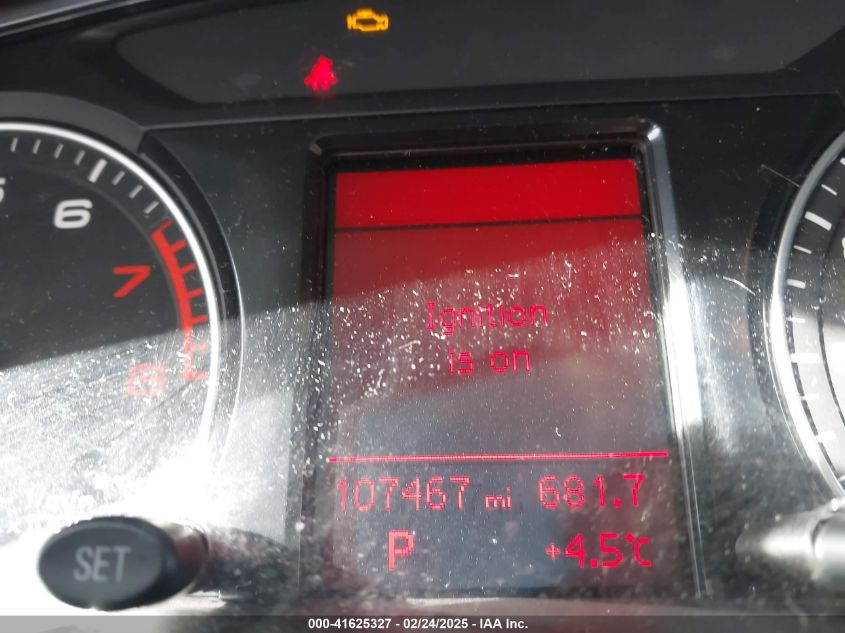 6
7
8
Ignition
is on
107467 mi 681.7
P +4.5°C
SET
000-41625327 - 02/24/2025 - IAA Inc.